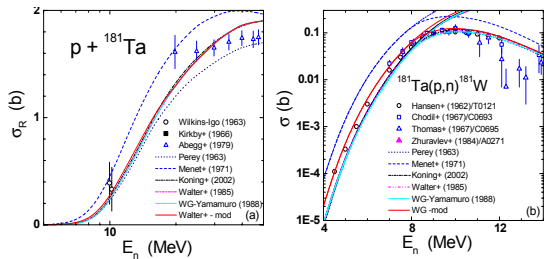 2
1
0
σR (b)
p + 181Ta
Wilkins-Igo (1963)
Kirkby+ (1966)
Abegg+ (1979)
Perey (1963)
Menet+ (1971)
Koning+ (2002)
Walter+ (1985)
WG-Yamamuro (1988)
Walter+ - mod
(a)
10
En (MeV)
σ (b)
0.1
0.01
1E-3
1E-4
1E-5
181Ta(p,n)181W
Hansen+ (1962)/T0121
Chodil+ (1967)/C0693
Thomas+ (1967)/C0695
Zhuravlev+ (1984)/A0271
Perey (1963)
Menet+ (1971)
Koning+ (2002)
Walter+ (1985)
WG-Yamamuro (1988)
WG -mod
(b)
4 6 8 10 12 14
En (MeV)